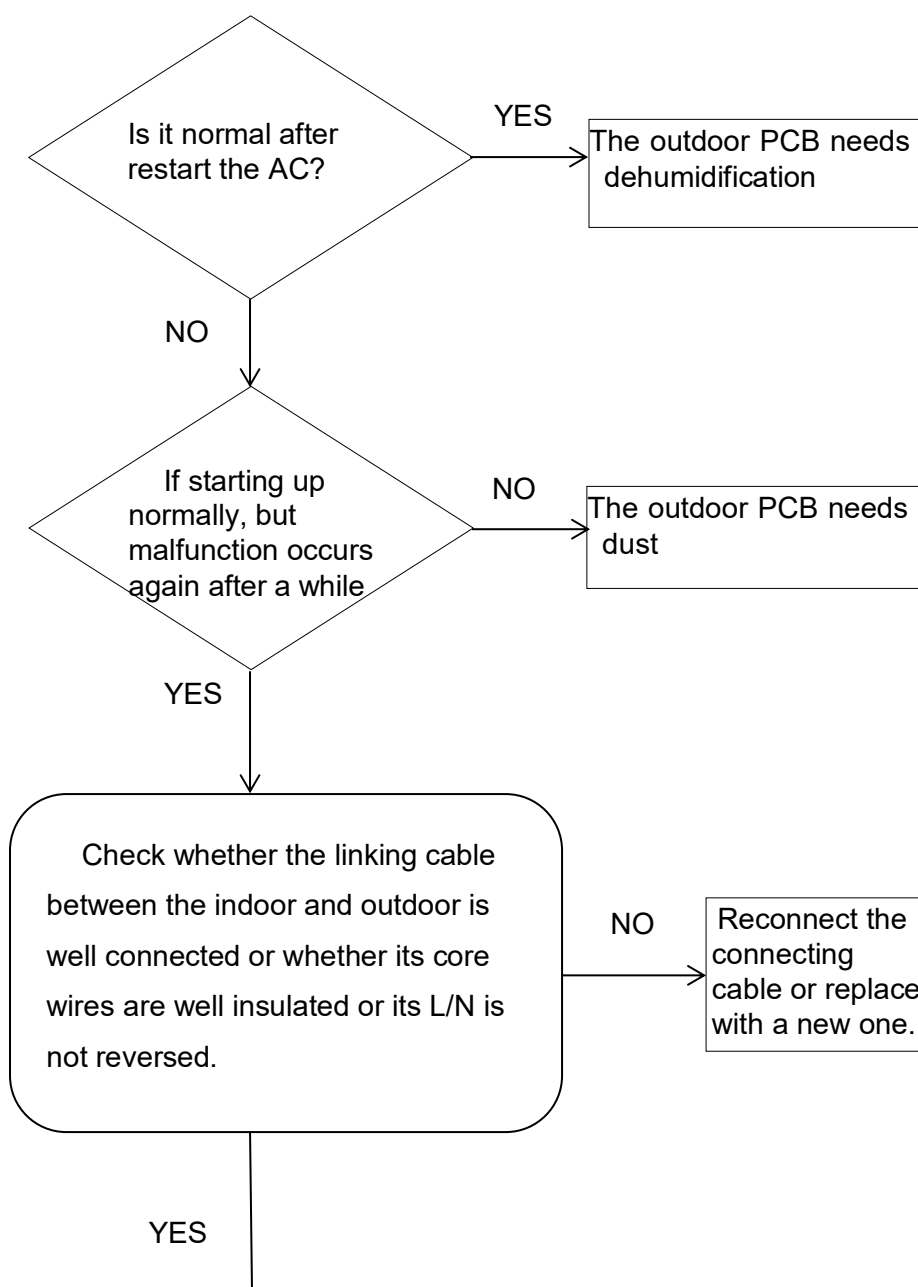 Is it normal after
restart the AC?
YES
The outdoor PCB needs
dehumidification
NO
If starting up
normally, but
malfunction occurs
again after a while
NO
The outdoor PCB needs
dust
YES
Check whether the linking cable
between the indoor and outdoor is
well connected or whether its core
wires are well insulated or its L/N is
not reversed.
NO
Reconnect the
connecting
cable or replace
with a new one.
YES